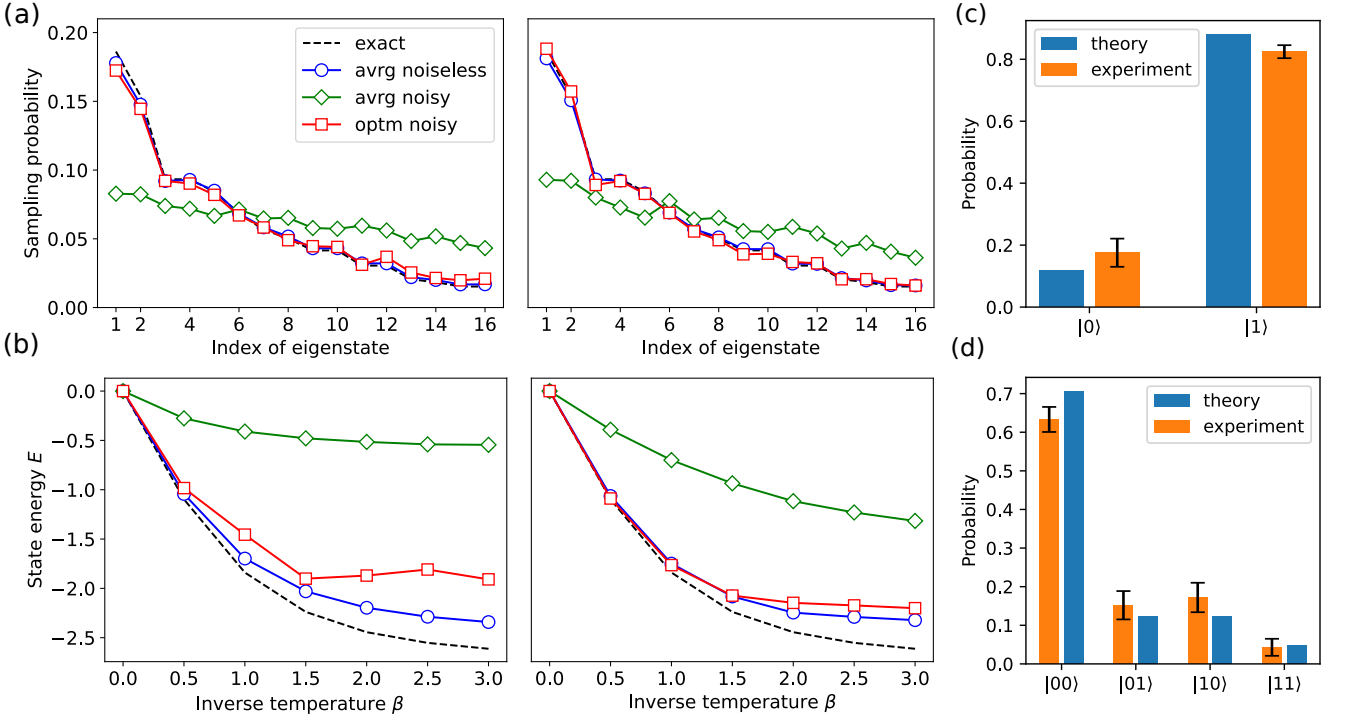 (a)
0.20
0.15
0.10
0.05
0.00
Sampling probability
exact
avrg noiseless
avrg noisy
optm noisy
1 2 4 6 8 10 12 14 16
Index of eigenstate
1 2 4 6 8 10 12 14 16
Index of eigenstate
(b)
0.0
−0.5
−1.0
−1.5
−2.0
−2.5
State energy E
0.0 0.5 1.0 1.5 2.0 2.5 3.0
Inverse temperature β
0.0 0.5 1.0 1.5 2.0 2.5 3.0
Inverse temperature β
(c)
0.8
0.6
0.4
0.2
0.0
Probability
theory
experiment
|0⟩ |1⟩
(d)
0.7
0.6
0.5
0.4
0.3
0.2
0.1
0.0
Probability
theory
experiment
|00⟩ |01⟩ |10⟩ |11⟩